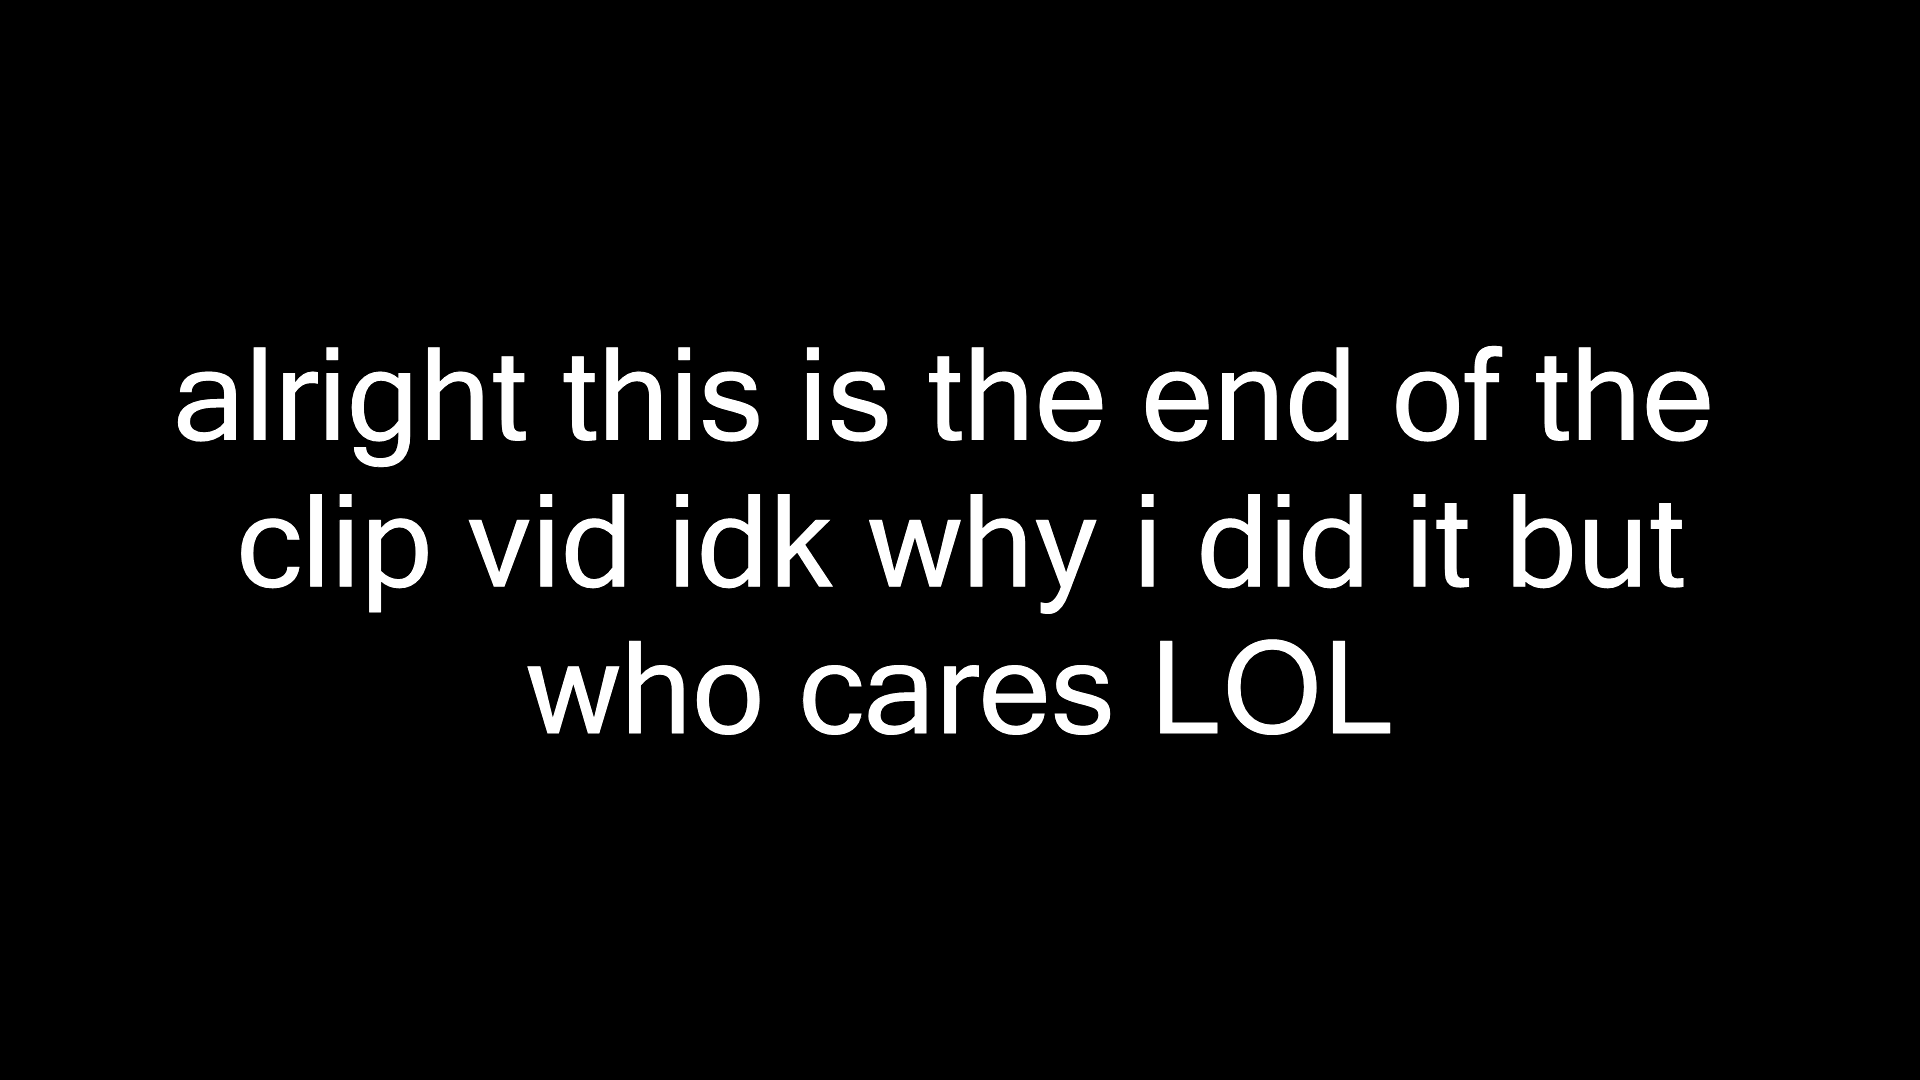 alright this is the end of the
clip vid idk why i did it but
who cares LOL